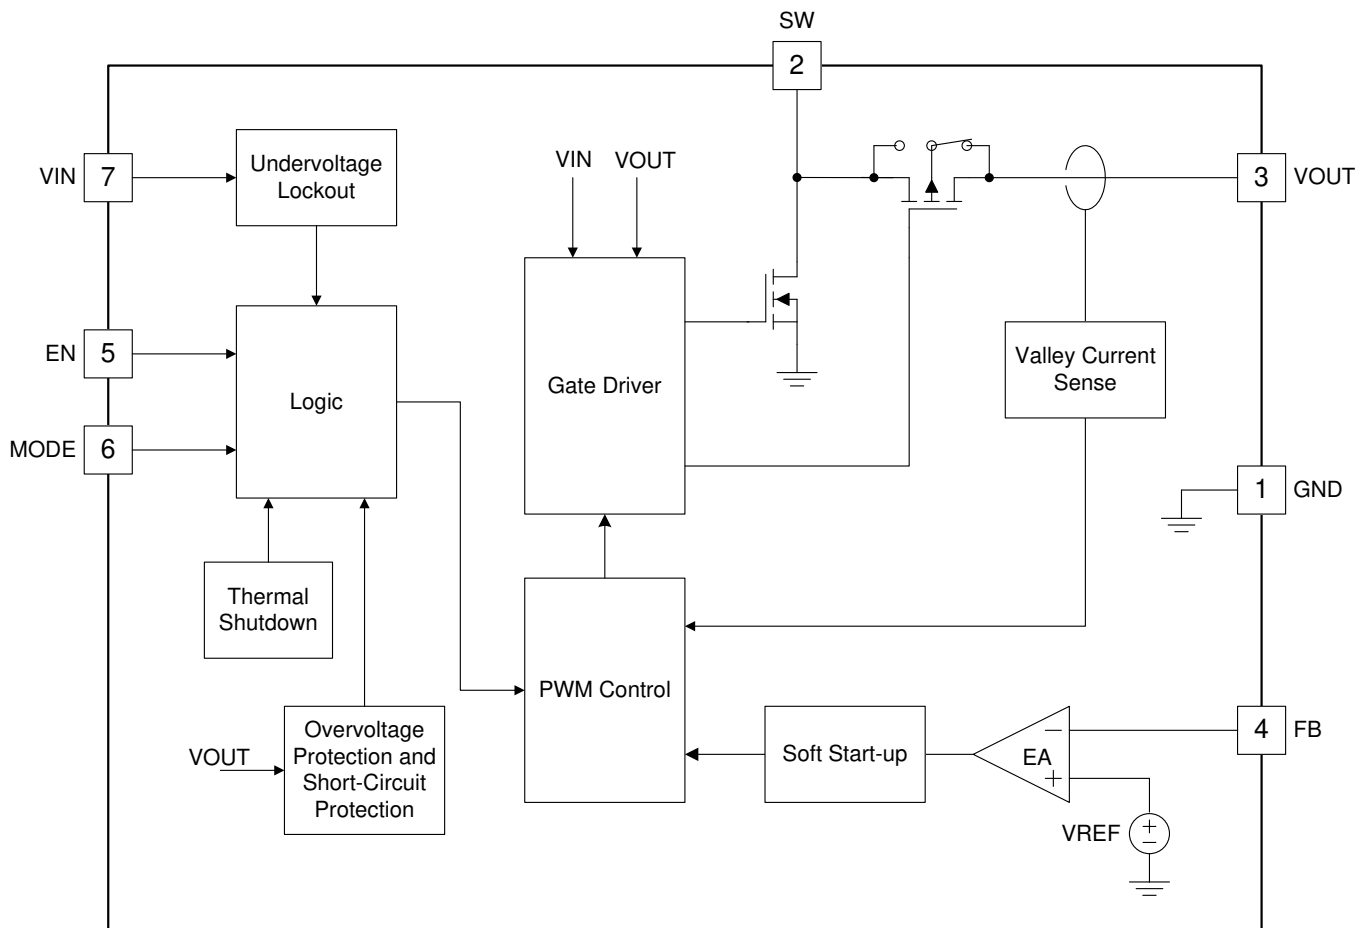 SW
2
VIN
7
Undervoltage
Lockout
VIN
VOUT
3
VOUT
EN
5
Logic
Gate Driver
Valley Current
Sense
MODE
6
1
GND
Thermal
Shutdown
PWM Control
VOUT
Overvoltage
Protection and
Short-Circuit
Protection
Soft Start-up
EA
−
+
4
FB
VREF
+
−